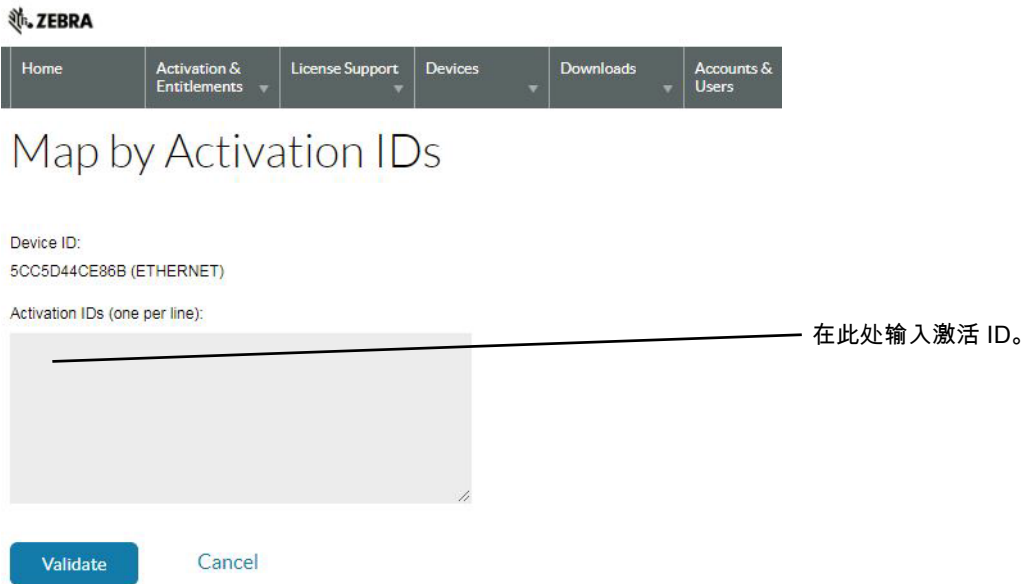 ZEBRA
Home
Activation & Entitlements
License Support
Devices
Downloads
Accounts & Users
Map by Activation IDs
Device ID:
5CC5D44CE86B (ETHERNET)
Activation IDs (one per line):
在此处输入激活 ID。
Validate
Cancel